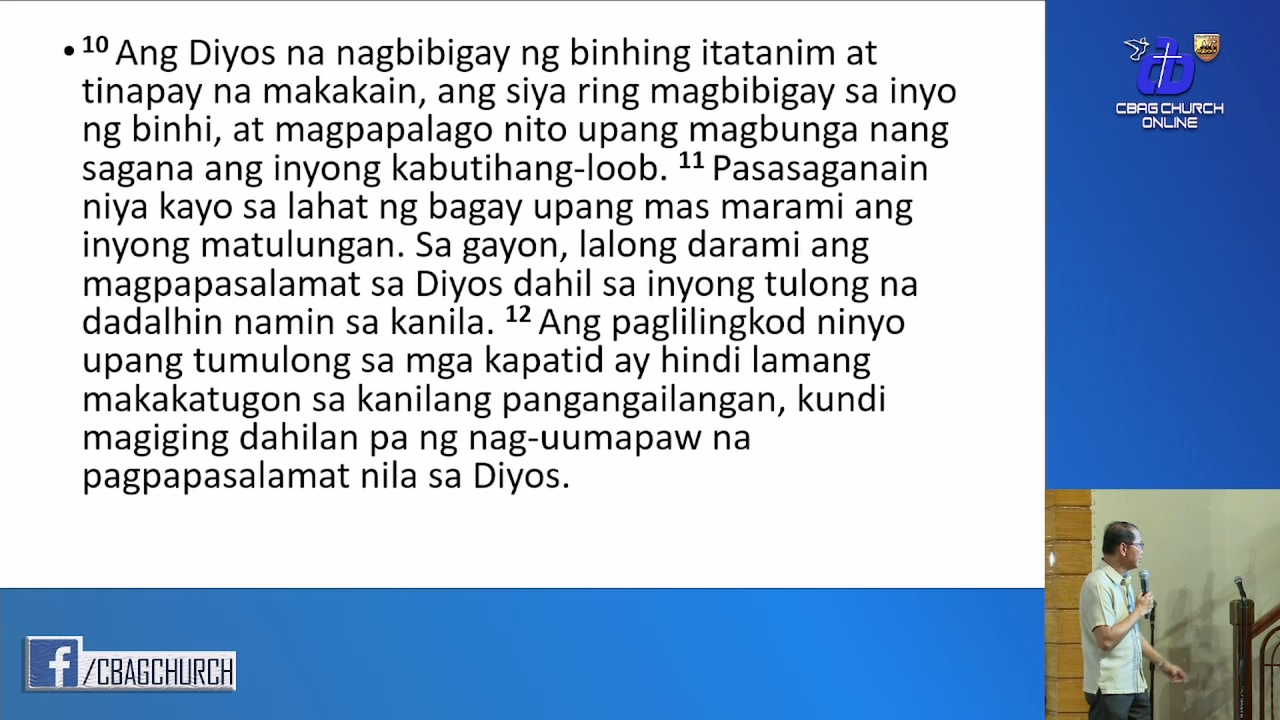 • 10 Ang Diyos na nagbibigay ng binhing itatanim at
tinapay na makakain, ang siya ring magbibigay sa inyo
ng binhi, at magpapalago nito upang magbunga nang
sagana ang inyong kabutihang-loob. 11 Pasasaganain
niya kayo sa lahat ng bagay upang mas marami ang
inyong matulungan. Sa gayon, lalong darami ang
magpapasalamat sa Diyos dahil sa inyong tulong na
dadalhin namin sa kanila. 12 Ang paglilingkod ninyo
upang tumulong sa mga kapatid ay hindi lamang
makakatugon sa kanilang pangangailangan, kundi
magiging dahilan pa ng nag-uumapaw na
pagpapasalamat nila sa Diyos.
CBAG CHURCH
ONLINE
f/CBAGCHURCH